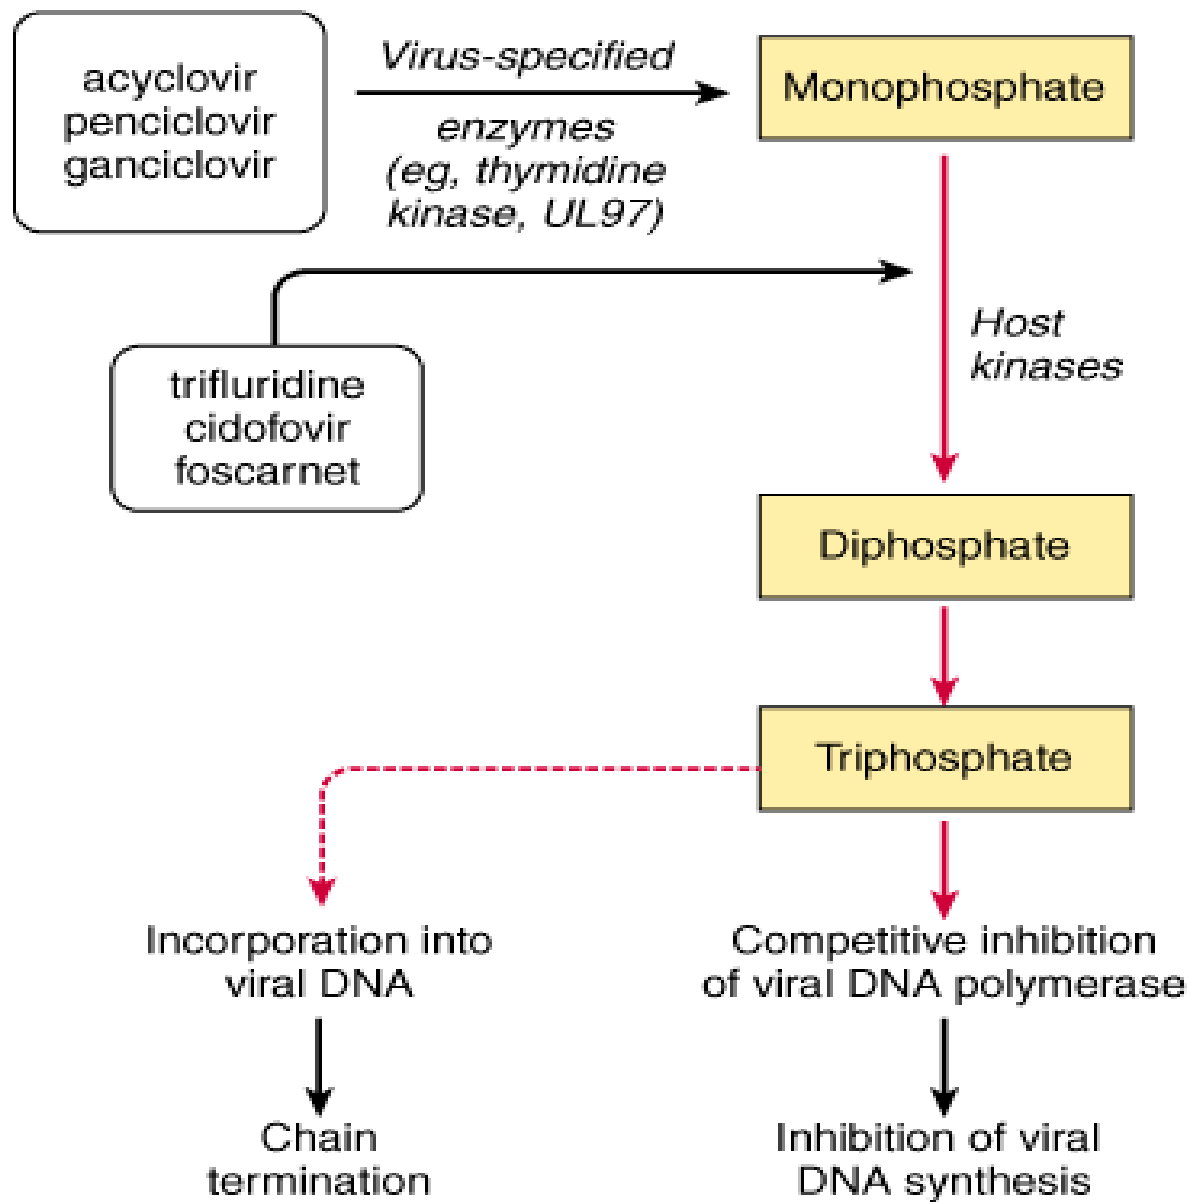 acyclovir
penciclovir
ganciclovir
Virus-specified
enzymes
(eg, thymidine
kinase, UL97)
Monophosphate
trifluridine
cidofovir
foscarnet
Host
kinases
Diphosphate
Triphosphate
Incorporation into
viral DNA
Chain
termination
Competitive inhibition
of viral DNA polymerase
Inhibition of viral
DNA synthesis